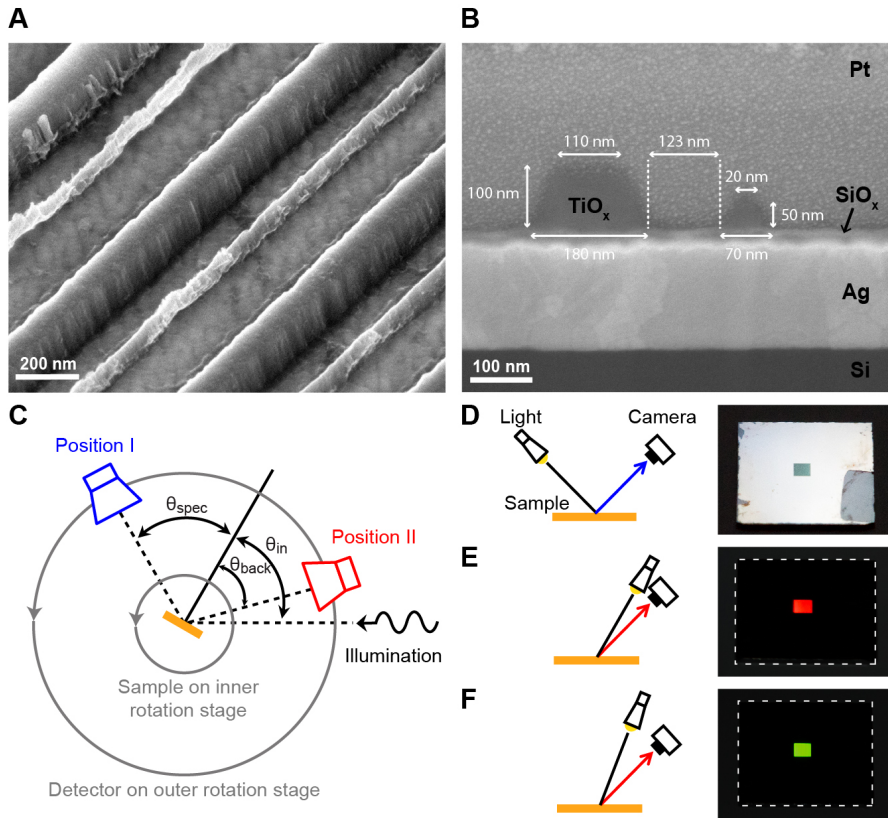 A
200 nm
B
Pt
110 nm
123 nm
20 nm
100 nm
TiOx
SiOx
50 nm
180 nm
70 nm
Ag
100 nm
Si
C
Position I
θspec
θin
Position II
θback
Illumination
Sample on inner
rotation stage
Detector on outer rotation stage
D
Light
Camera
Sample
E
F